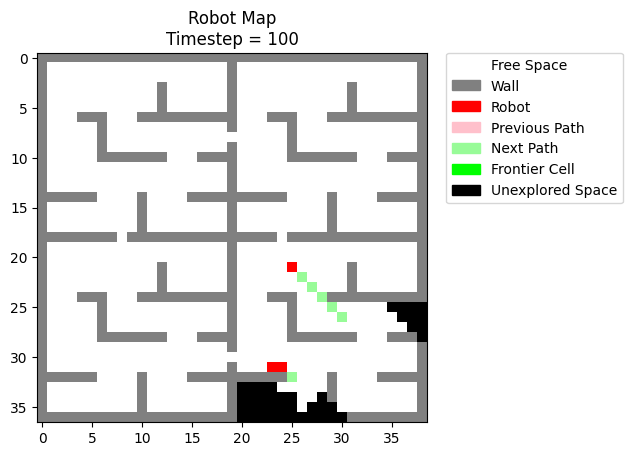 Robot Map
Timestep = 100
Free Space
Wall
Robot
Previous Path
Next Path
Frontier Cell
Unexplored Space
0
5
10
15
20
25
30
35
0 5 10 15 20 25 30 35